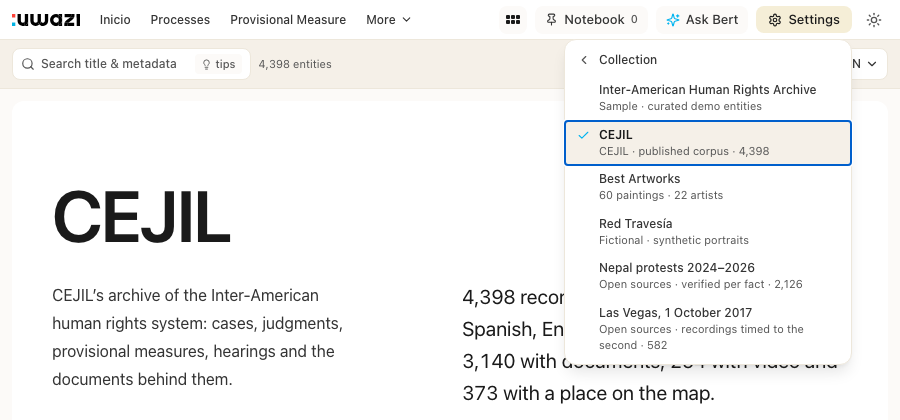 uwazi Inicio Processes Provisional Measure More Notebook 0 Ask Bert Settings
Search title & metadata tips 4,398 entities
Collection
Inter-American Human Rights Archive
Sample · curated demo entities
CEJIL
CEJIL · published corpus · 4,398
Best Artworks
60 paintings · 22 artists
Red Travesía
Fictional · synthetic portraits
Nepal protests 2024–2026
Open sources · verified per fact · 2,126
Las Vegas, 1 October 2017
Open sources · recordings timed to the
second · 582
CEJIL
CEJIL's archive of the Inter-American
human rights system: cases, judgments,
provisional measures, hearings and the
documents behind them.
4,398
Spanish,
3,140 with documents, with video and
373 with a place on the map.